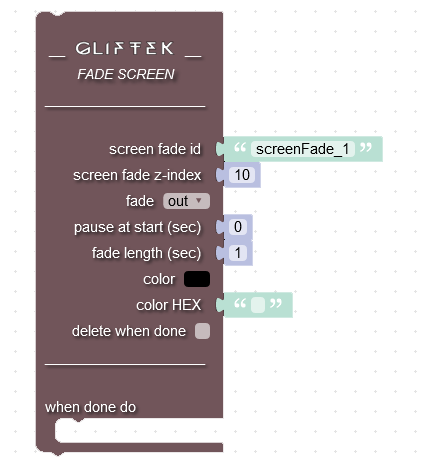 _ GLIFTEK _
FADE SCREEN
screen fade id “ screenFade_1 ”
screen fade z-index 10
fade out ▾
pause at start (sec) 0
fade length (sec) 1
color
color HEX “ ”
delete when done
when done do